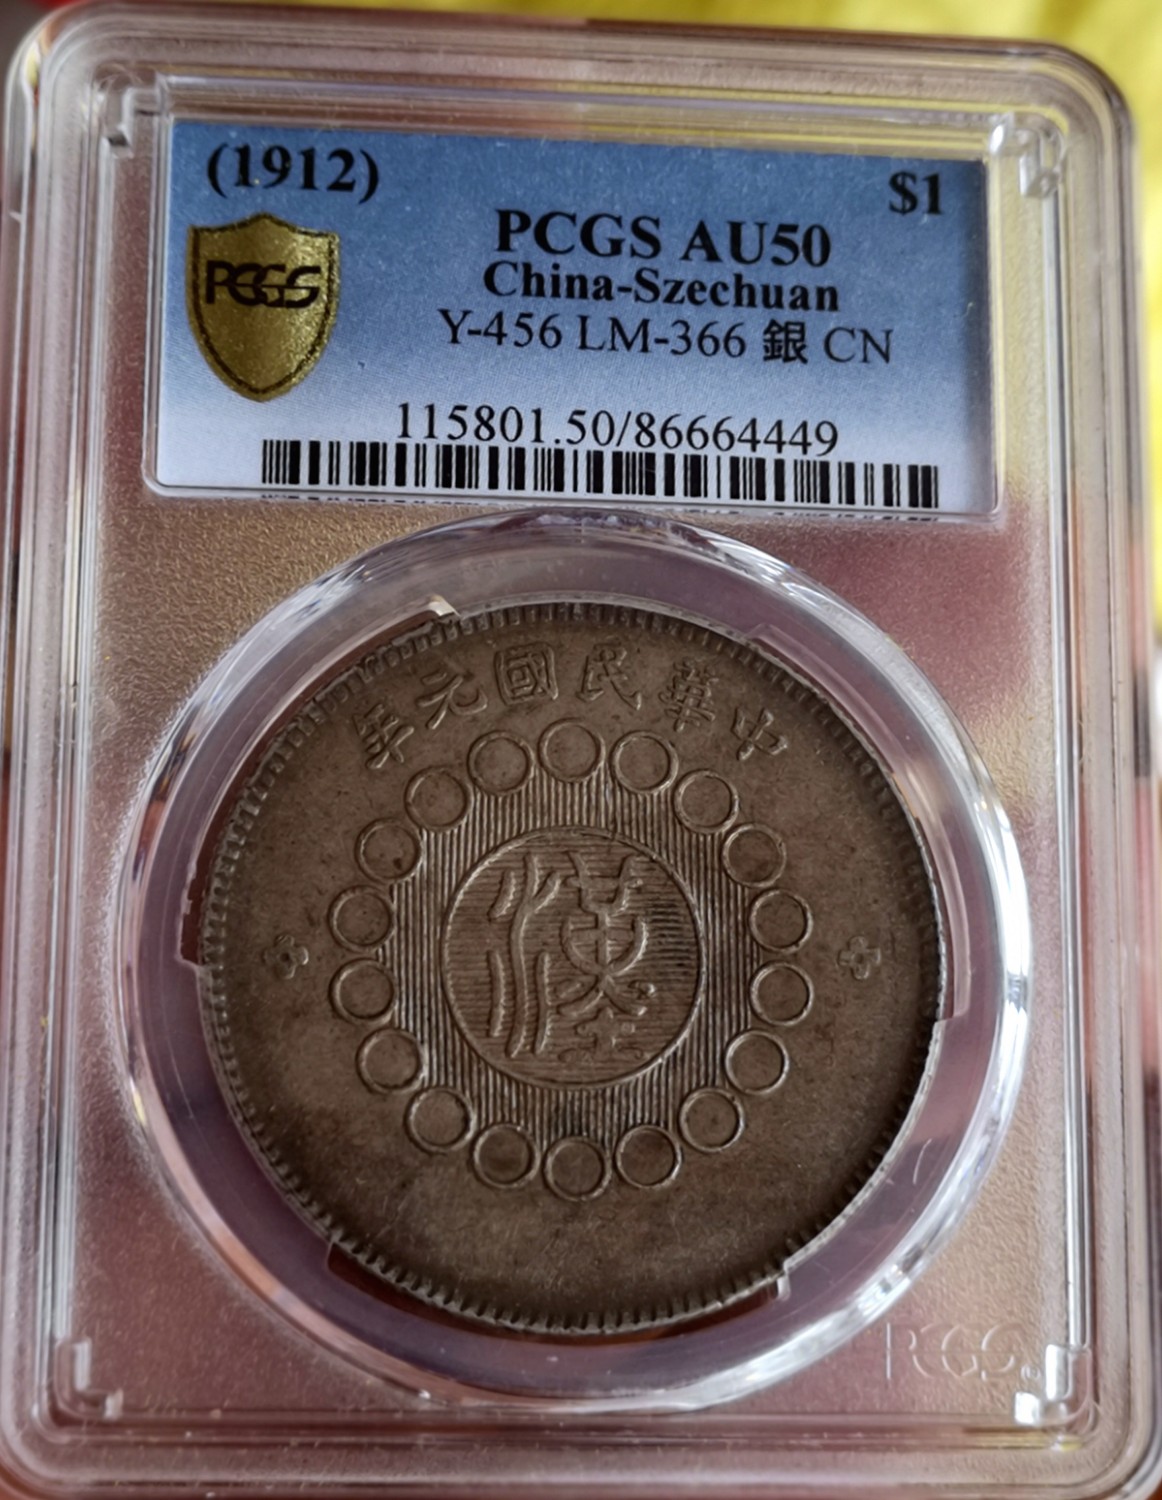 (1912)
$1
PCGS AU50
PCGS
China-Szechuan
Y-456 LM-366 銀 CN
115801.50/86664449
年元國民華中
漢
PCGS